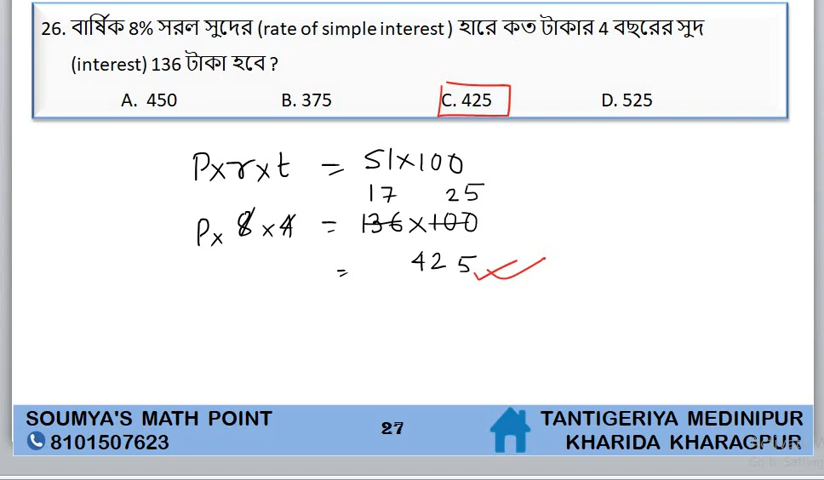 26. বার্ষিক 8% সরল সুদের (rate of simple interest) হারে কত টাকার 4 বছরের সুদ
(interest) 136 টাকা হবে ?
A. 450 B. 375 C. 425 D. 525
P×r×t = SI×100
17 25
P× 8 ×4 = 136 ×100
= 425
SOUMYA'S MATH POINT
8101507623
27
TANTIGERIYA MEDINIPUR
KHARIDA KHARAGPUR